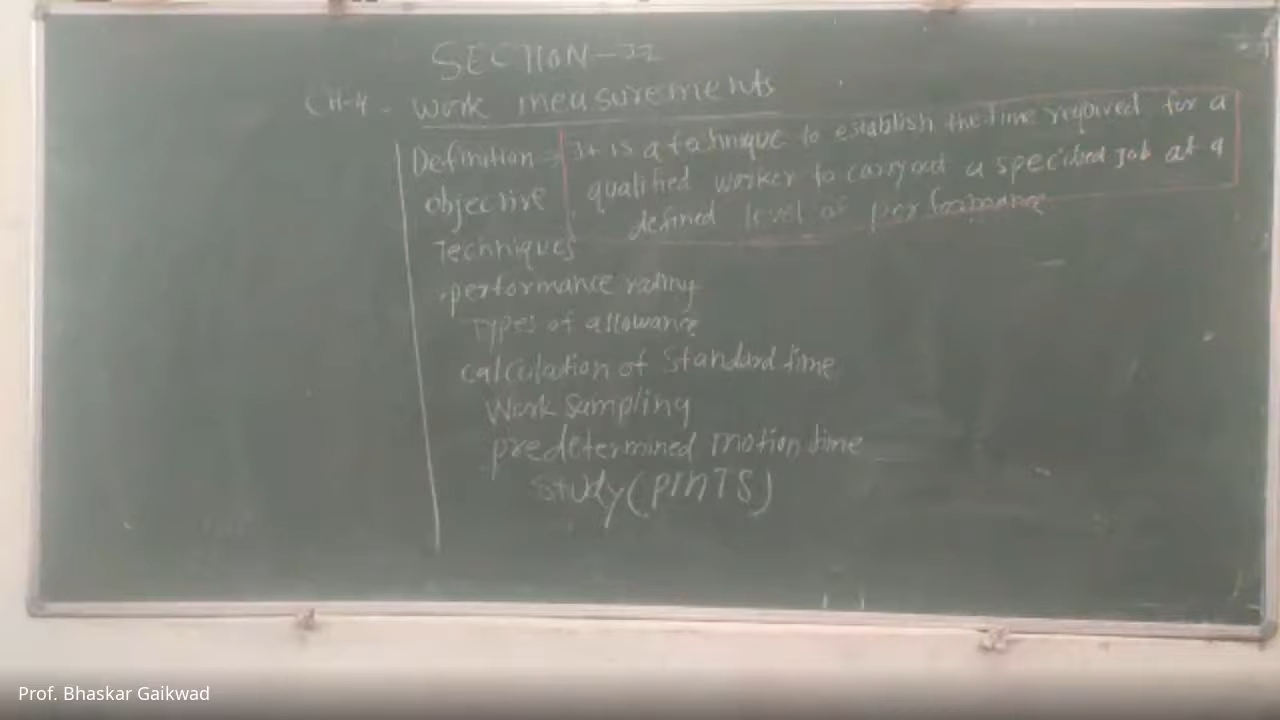 SECTION-II
CH-4 - Work measurements
Definition → It is a technique to establish the time required for a
qualified worker to carryout a specified Job at a
defined level of performance
objective
Techniques
performance rating
Types of allowance
calculation of Standard time
Work Sampling
predetermined motion time
Study (PMTS)
Prof. Bhaskar Gaikwad